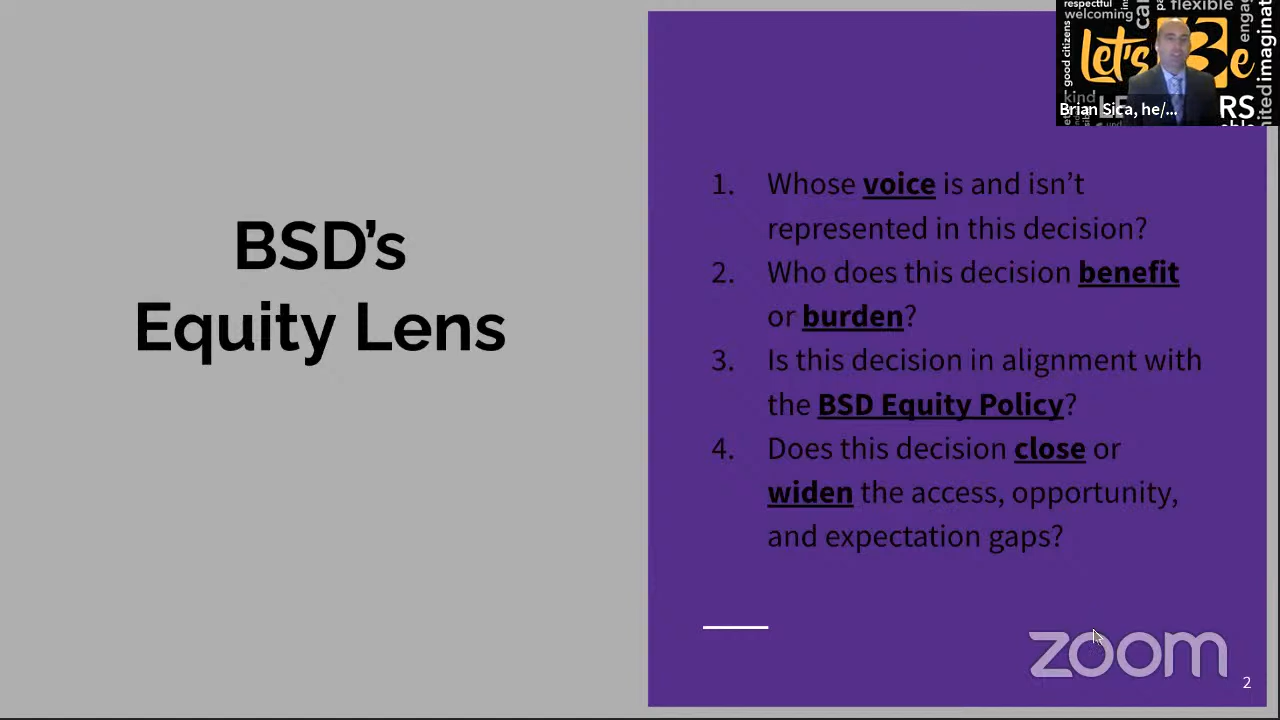 BSD's
Equity Lens
1. Whose voice is and isn't
represented in this decision?
2. Who does this decision benefit
or burden?
3. Is this decision in alignment with
the BSD Equity Policy?
4. Does this decision close or
widen the access, opportunity,
and expectation gaps?
respectful
flexible
welcoming
good citizens
Let's Be
kind
RS
Brian Sica, he/...
zoom
2